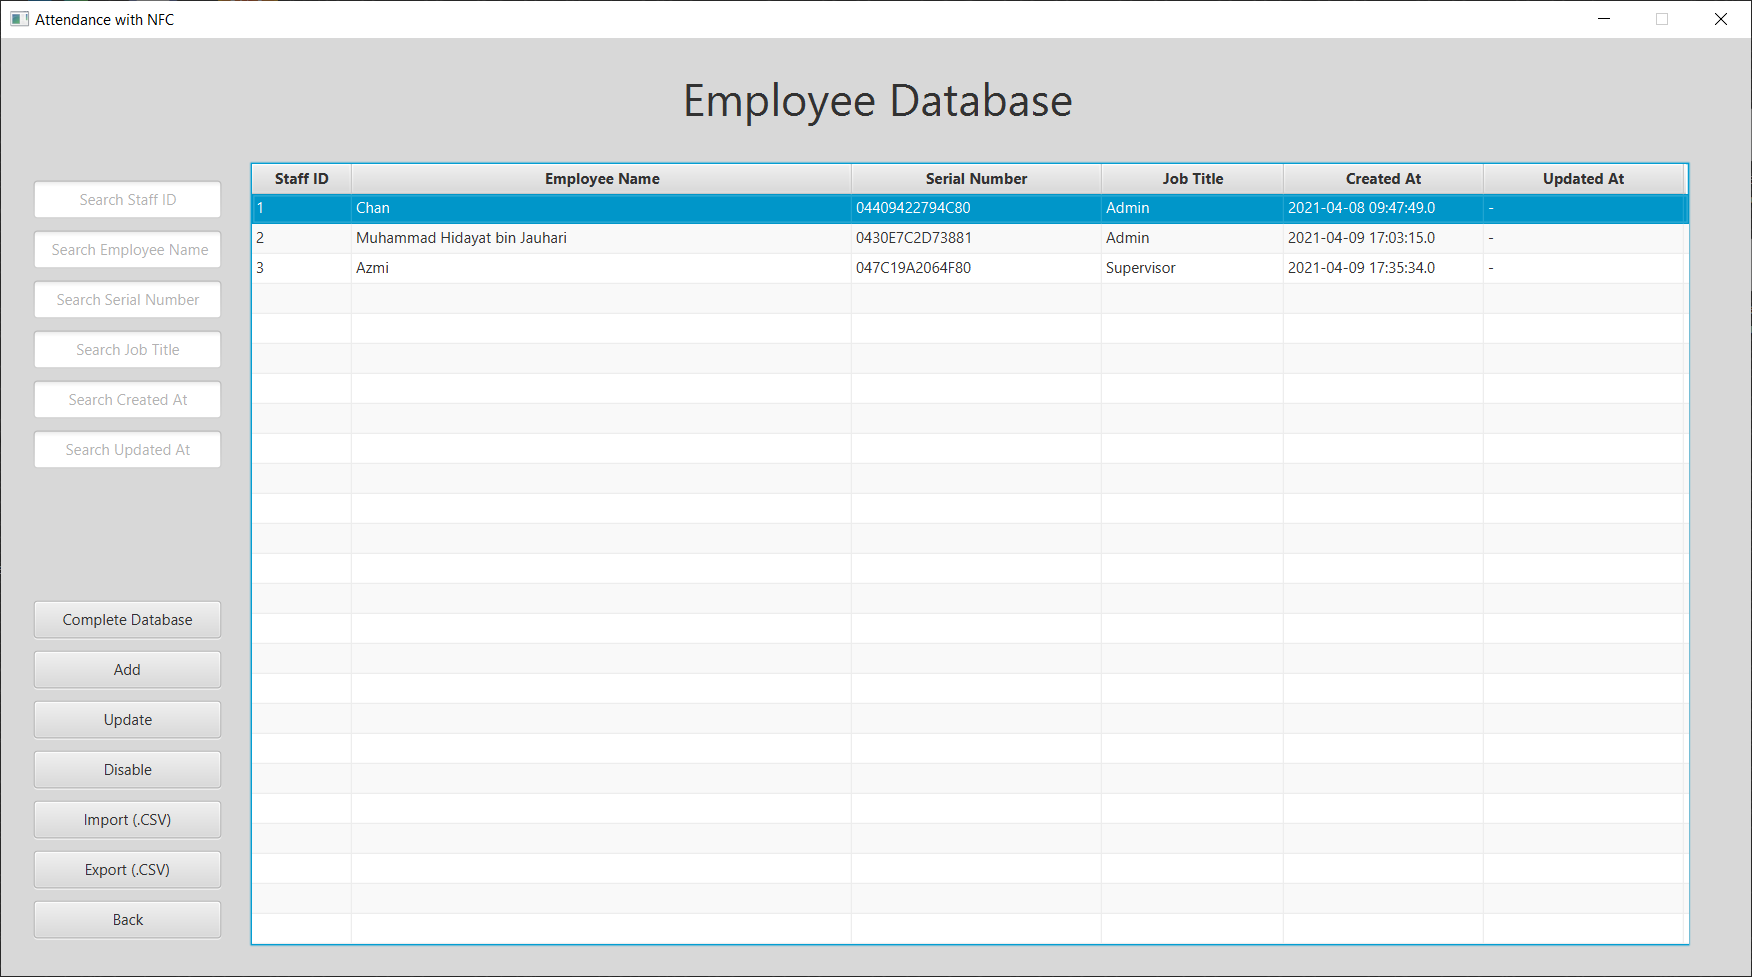 Attendance with NFC
Employee Database
Search Staff ID
Search Employee Name
Search Serial Number
Search Job Title
Search Created At
Search Updated At
Complete Database
Add
Update
Disable
Import (.CSV)
Export (.CSV)
Back
Staff ID Employee Name Serial Number Job Title Created At Updated At
1 Chan 04409422794C80 Admin 2021-04-08 09:47:49.0 -
2 Muhammad Hidayat bin Jauhari 0430E7C2D73881 Admin 2021-04-09 17:03:15.0 -
3 Azmi 047C19A2064F80 Supervisor 2021-04-09 17:35:34.0 -